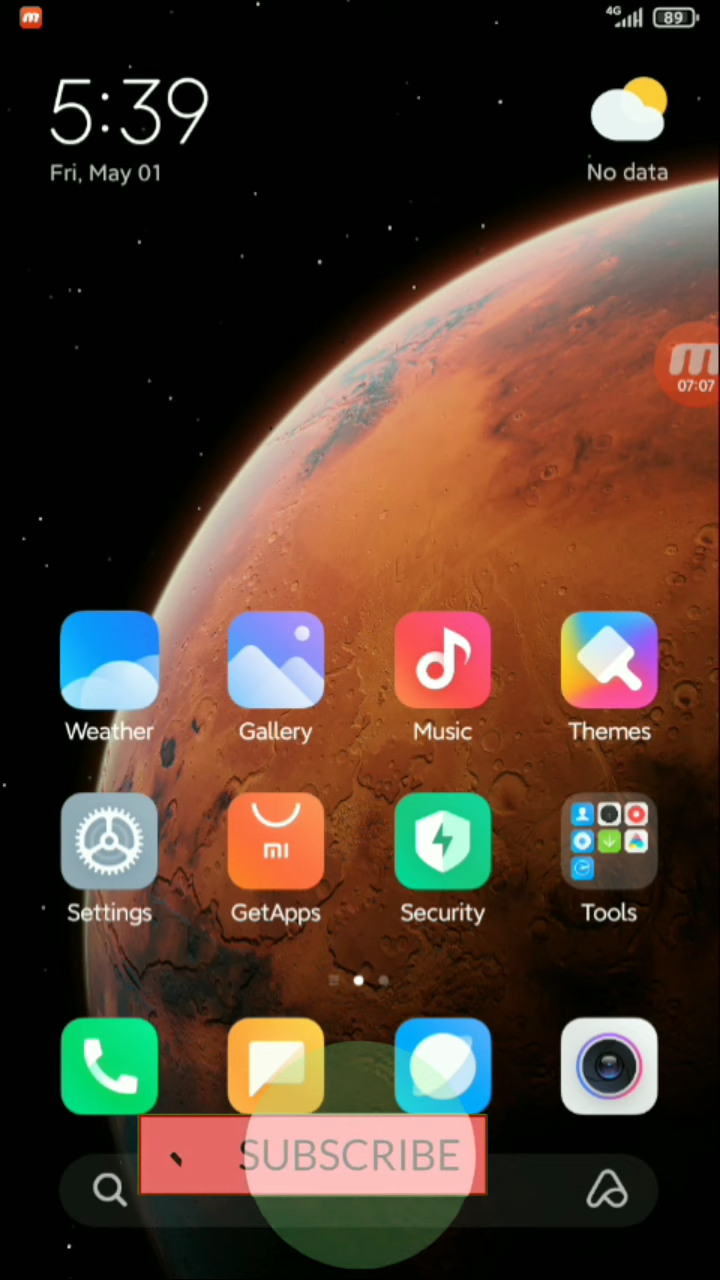 m
4G 89
5:39
Fri, May 01
No data
m
07:07
Weather Gallery Music Themes
mi
Settings GetApps Security Tools
SUBSCRIBE